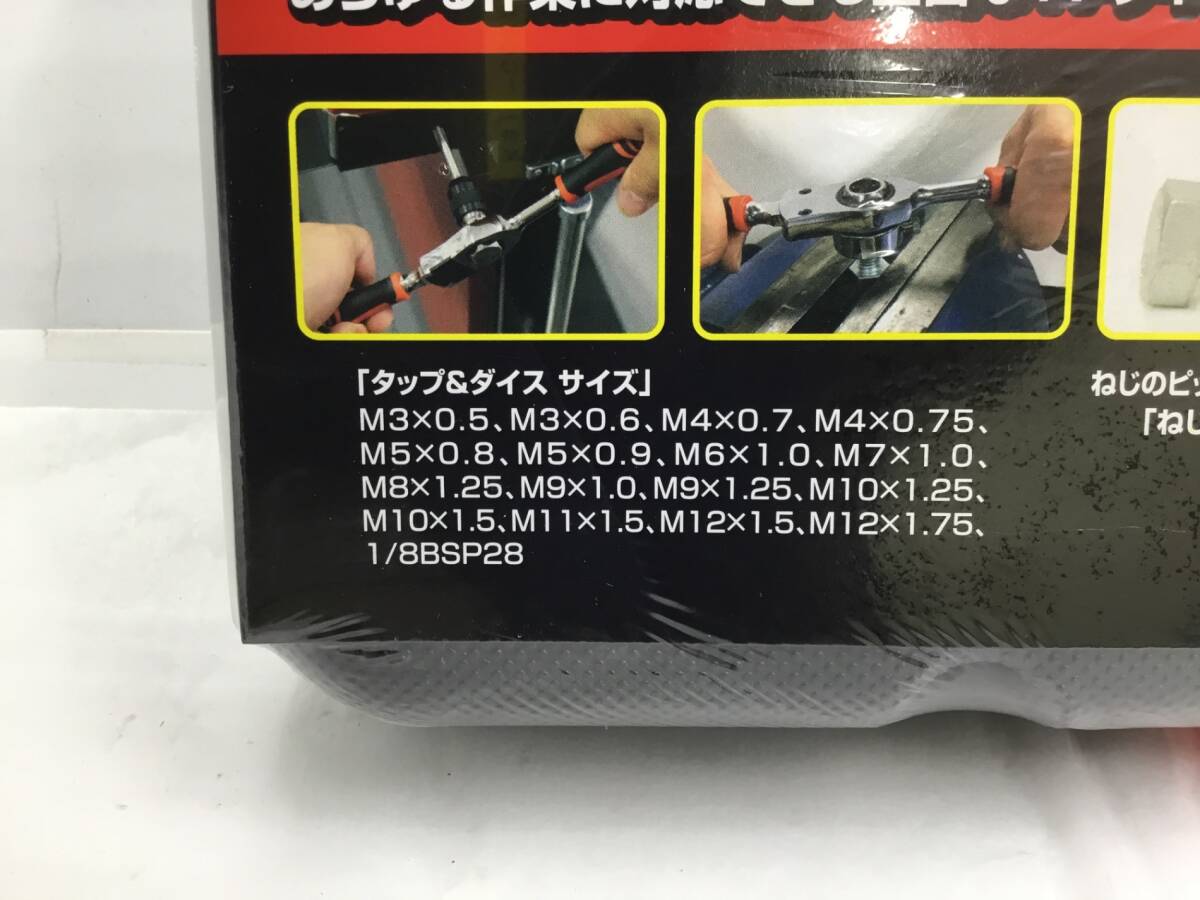 「タップ&ダイス サイズ」
M3×0.5、M3×0.6、M4×0.7、M4×0.75、
M5×0.8、M5×0.9、M6×1.0、M7×1.0、
M8×1.25、M9×1.0、M9×1.25、M10×1.25、
M10×1.5、M11×1.5、M12×1.5、M12×1.75、
1/8BSP28
ねじのピッ
「ねじ